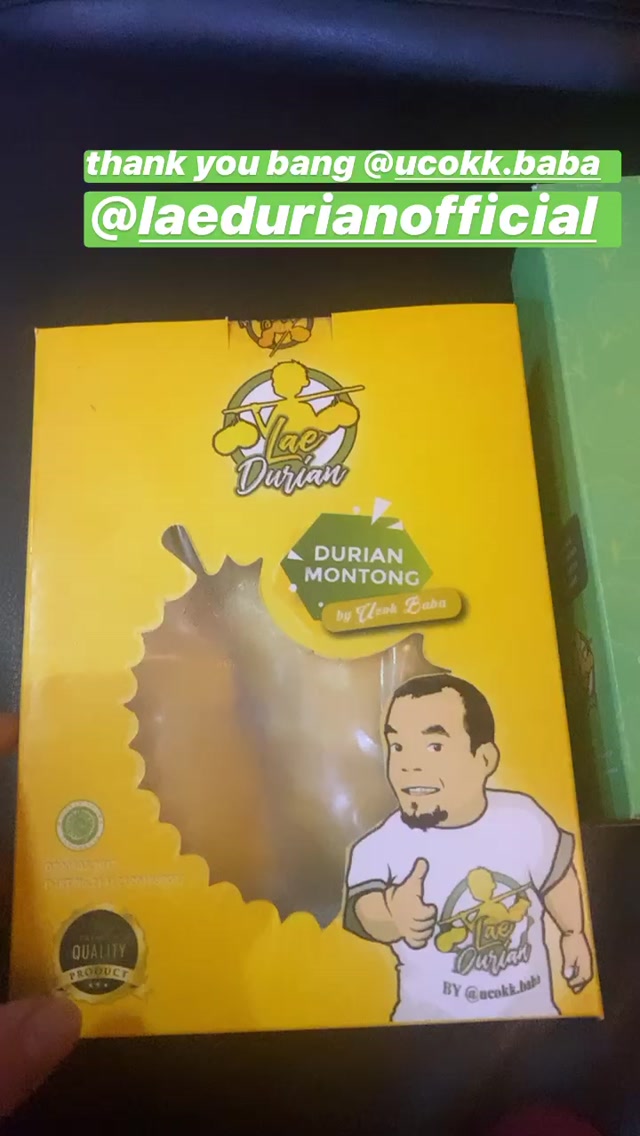 thank you bang @ucokk.baba
@laedurianofficial
Lae
Durian
DURIAN
MONTONG
by Ucok Baba
QUALITY
PRODUCT
Lae
Durian
BY @ucokk.baba